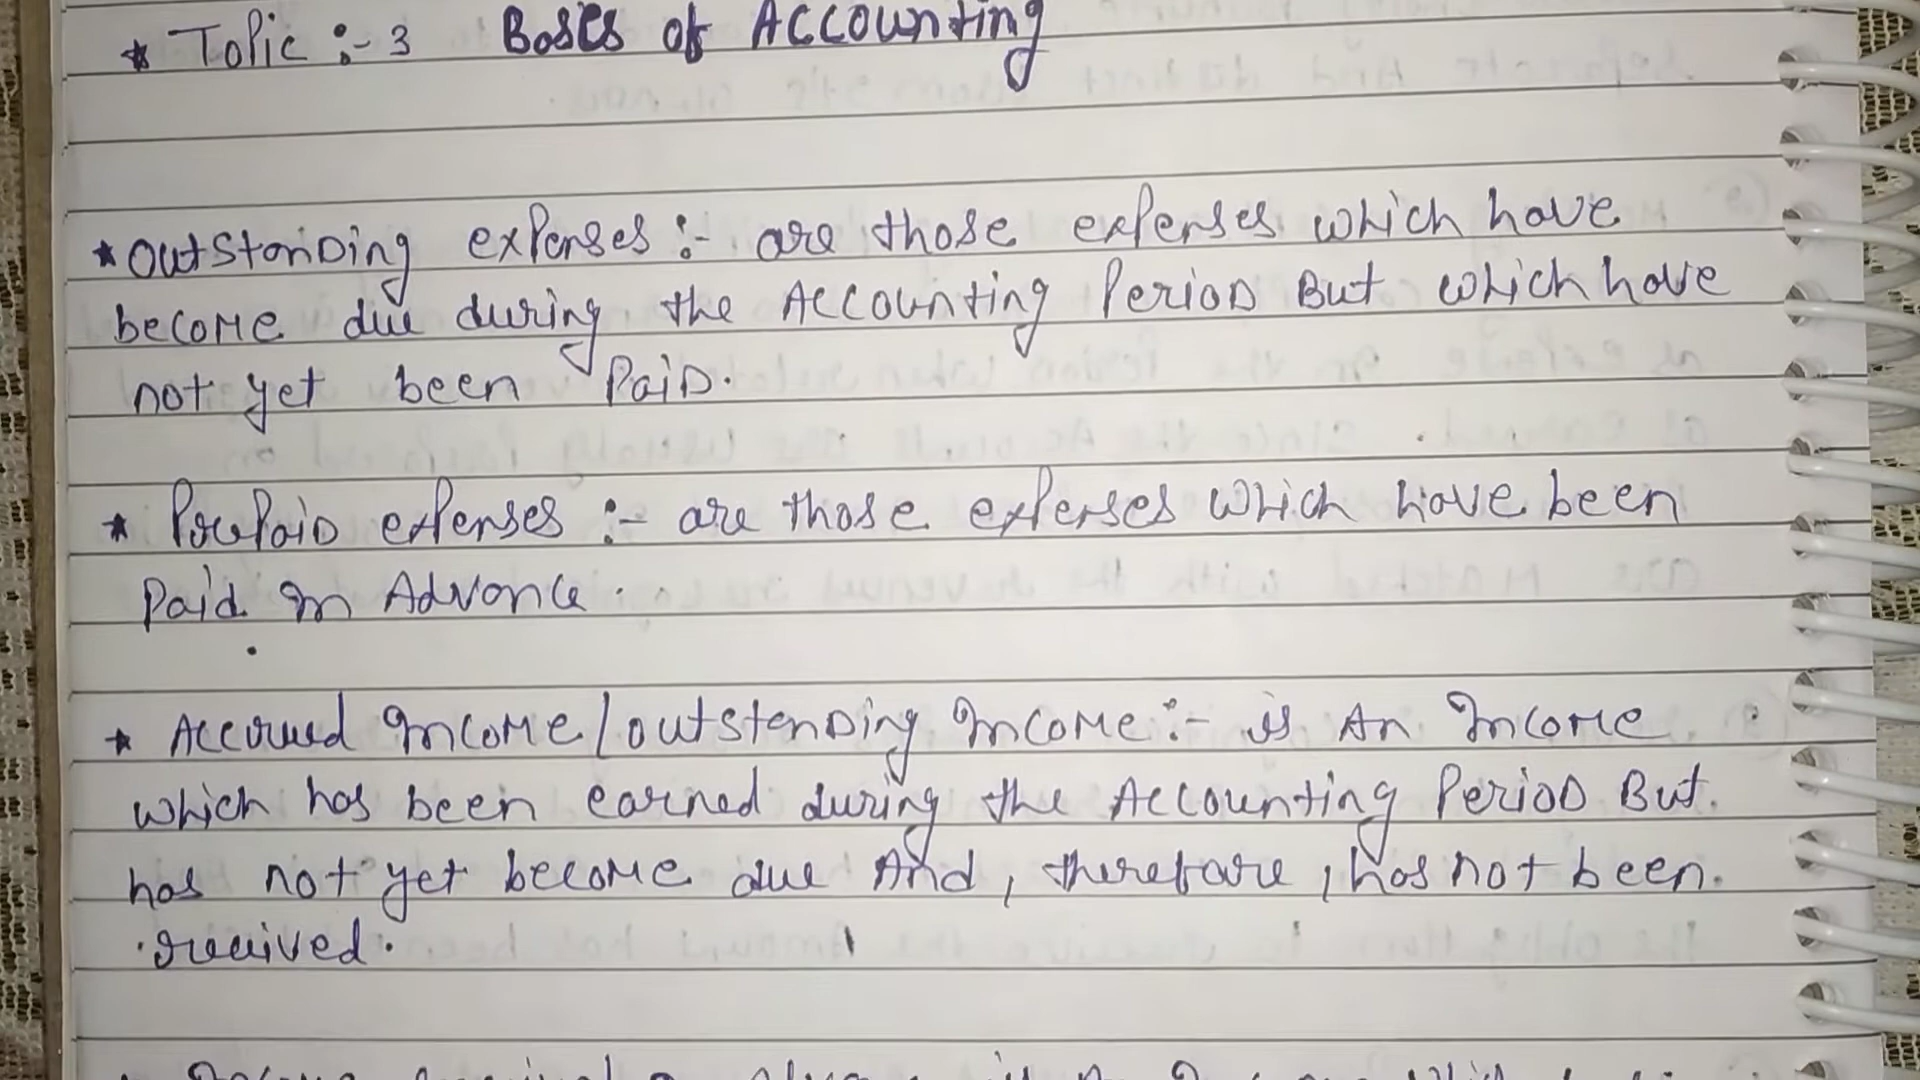 * Topic :- 3 Bases of Accounting
* Outstanding expenses :- are those expenses which have
become due during the Accounting Period But which have
not yet been Paid.
* Prepaid expenses :- are those expenses which have been
Paid In Advance.
* Accrued Income / outstending Income :- is An Income
which has been earned during the Accounting Period But.
has not yet become due And, therefore, has not been.
received.